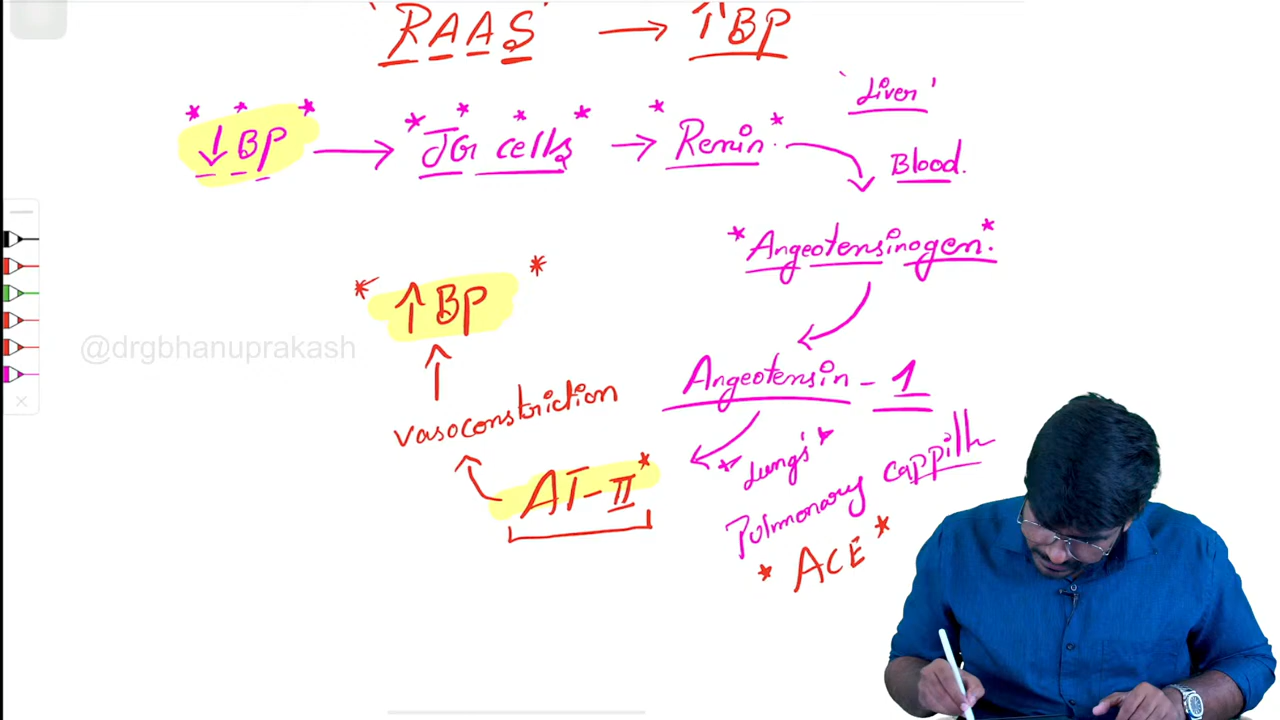 'RAAS' → ↑BP
'Liver'
↓BP → JG cells → Renin.
Blood.
Angeotensinogen.
↑BP
@drgbhanuprakash
Angeotensin-1
vasoconstriction
Lungs
Pulmonary
AT-II
ACE